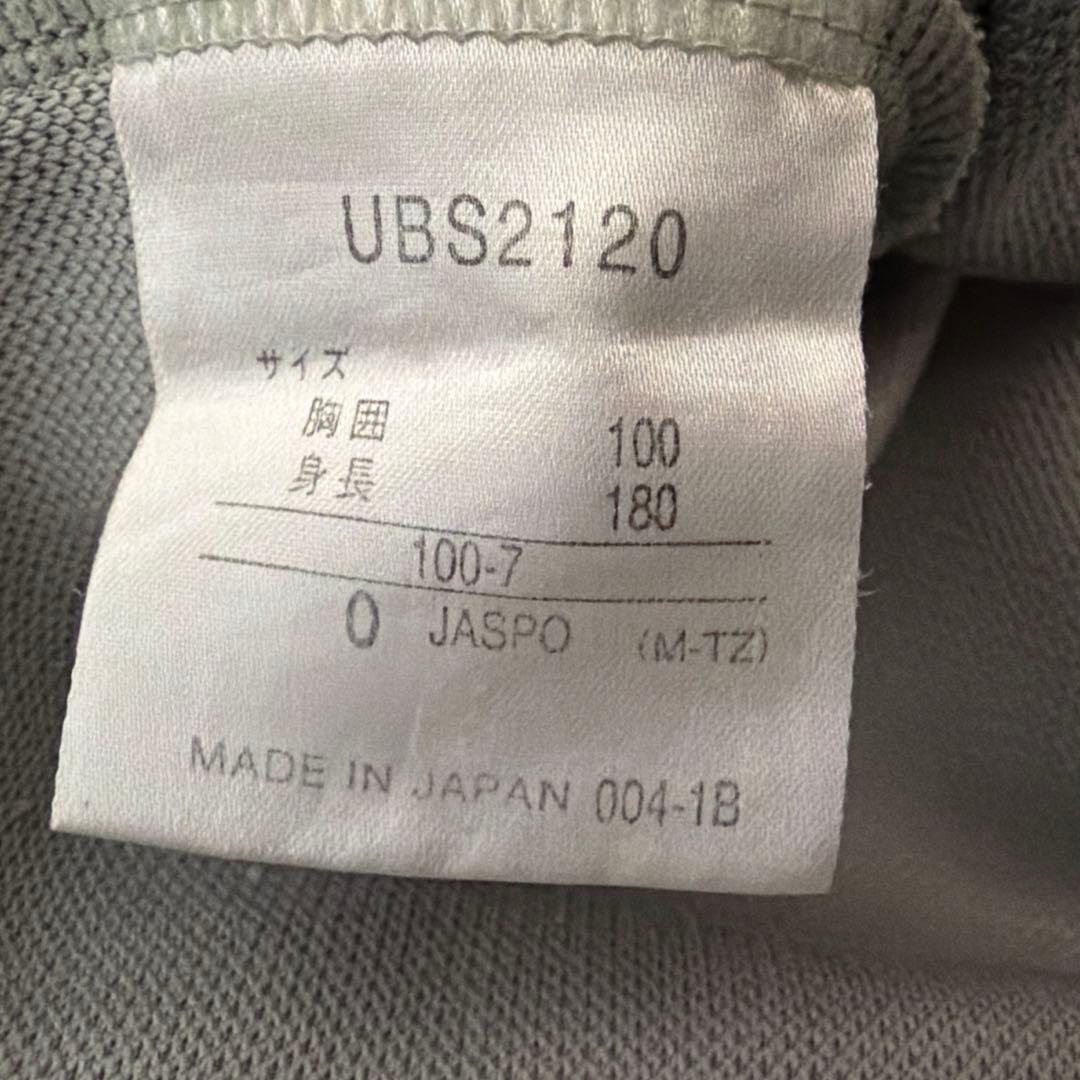 UBS2120
サイズ
胸囲 100
身長 180
100-7
O JASPO (M-TZ)
MADE IN JAPAN 004-1B